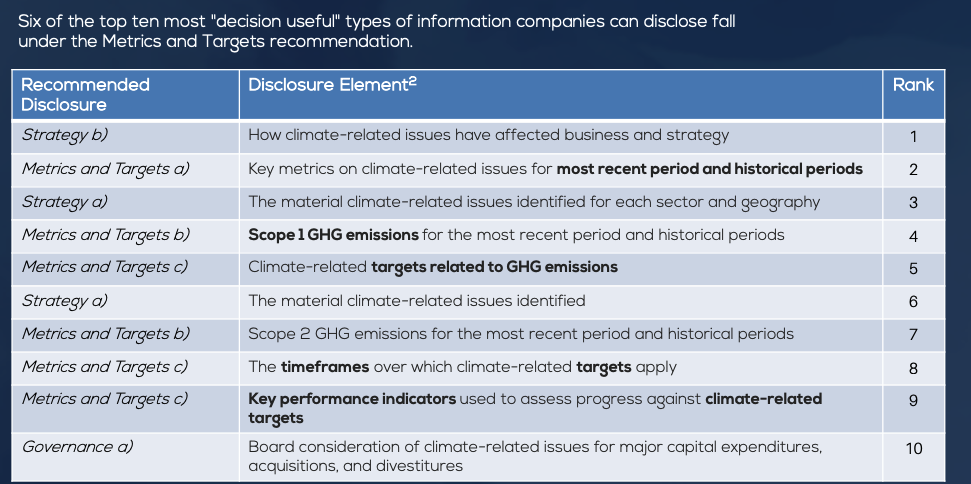 Six of the top ten most "decision useful" types of information companies can disclose fall
under the Metrics and Targets recommendation.
Recommended
Disclosure
Disclosure Element2
Rank
Strategy b)
How climate-related issues have affected business and strategy
1
Metrics and Targets a)
Key metrics on climate-related issues for most recent period and historical periods
2
Strategy a)
The material climate-related issues identified for each sector and geography
3
Metrics and Targets b)
Scope 1 GHG emissions for the most recent period and historical periods
4
Metrics and Targets c)
Climate-related targets related to GHG emissions
5
Strategy a)
The material climate-related issues identified
6
Metrics and Targets b)
Scope 2 GHG emissions for the most recent period and historical periods
7
Metrics and Targets c)
The timeframes over which climate-related targets apply
8
Metrics and Targets c)
Key performance indicators used to assess progress against climate-related
targets
9
Governance a)
Board consideration of climate-related issues for major capital expenditures,
acquisitions, and divestitures
10